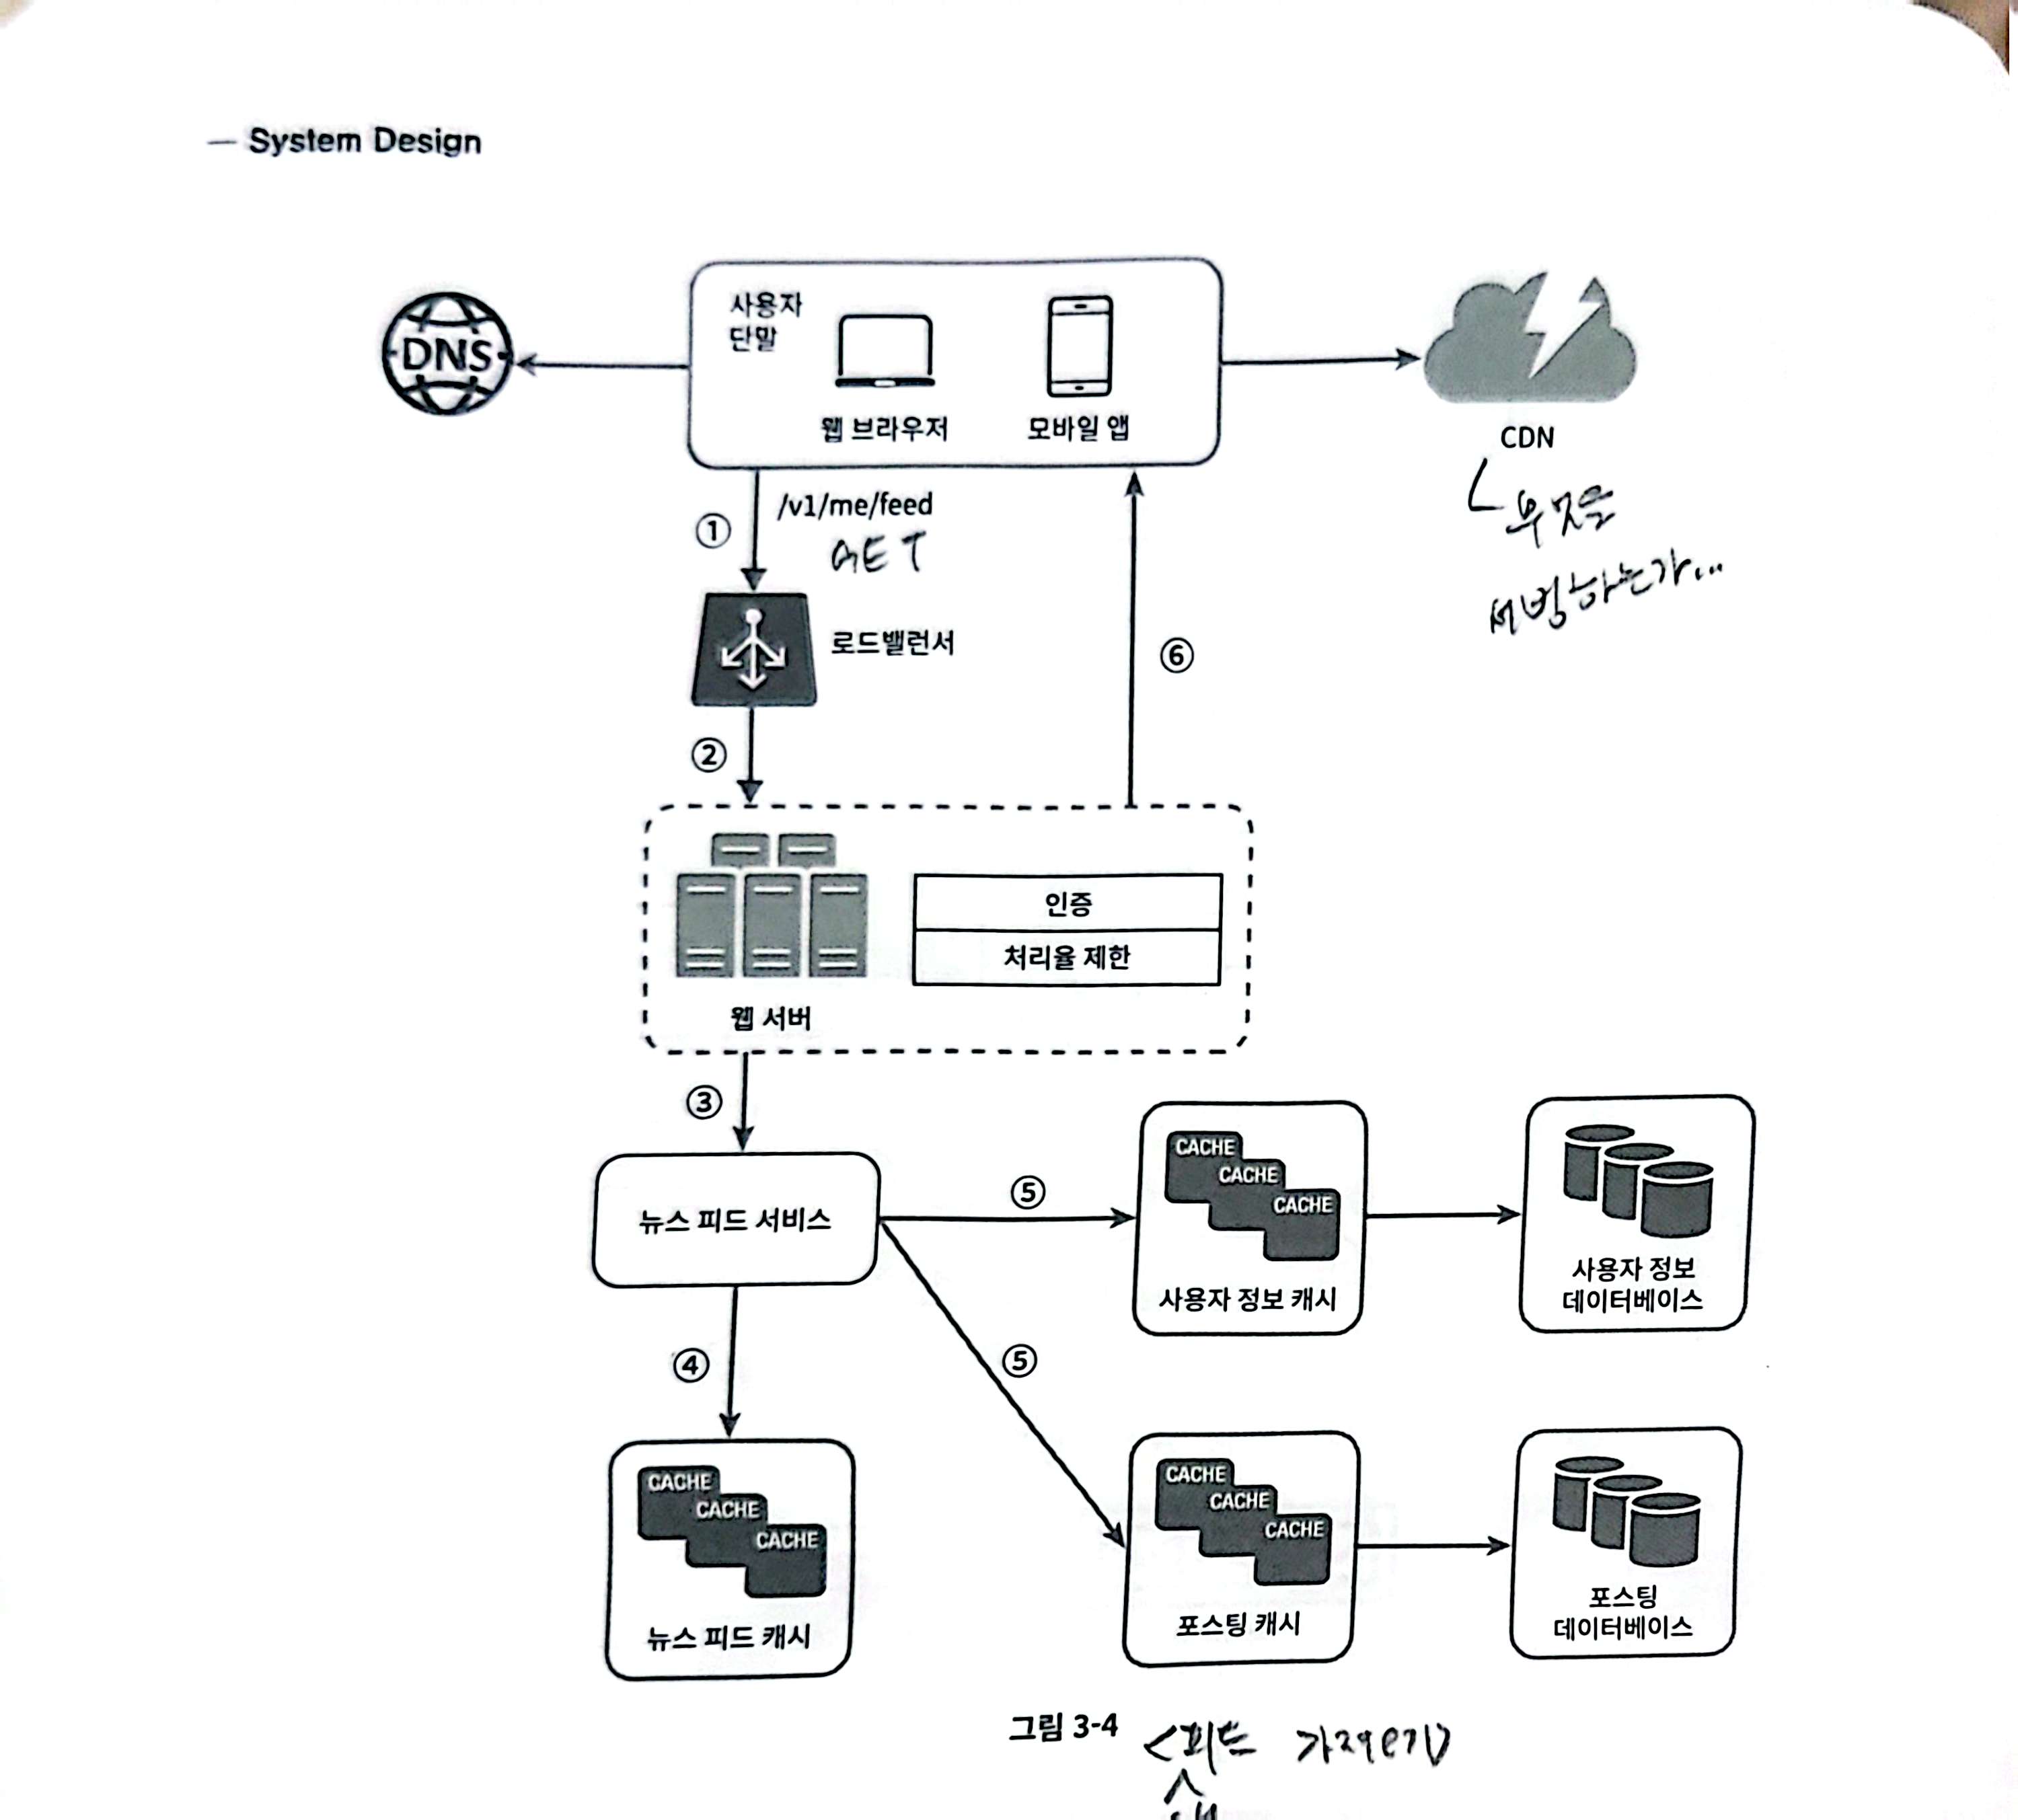 — System Design
사용자
단말
DNS
웹 브라우저
모바일 앱
CDN
무엇을
서빙하는가...
/v1/me/feed
GET
①
로드밸런서
⑥
②
인증
처리율 제한
웹 서버
③
CACHE
CACHE
CACHE
사용자 정보 캐시
사용자 정보
데이터베이스
뉴스 피드 서비스
⑤
⑤
④
CACHE
CACHE
CACHE
뉴스 피드 캐시
CACHE
CACHE
CACHE
포스팅 캐시
포스팅
데이터베이스
그림 3-4 <피드 가져오기>